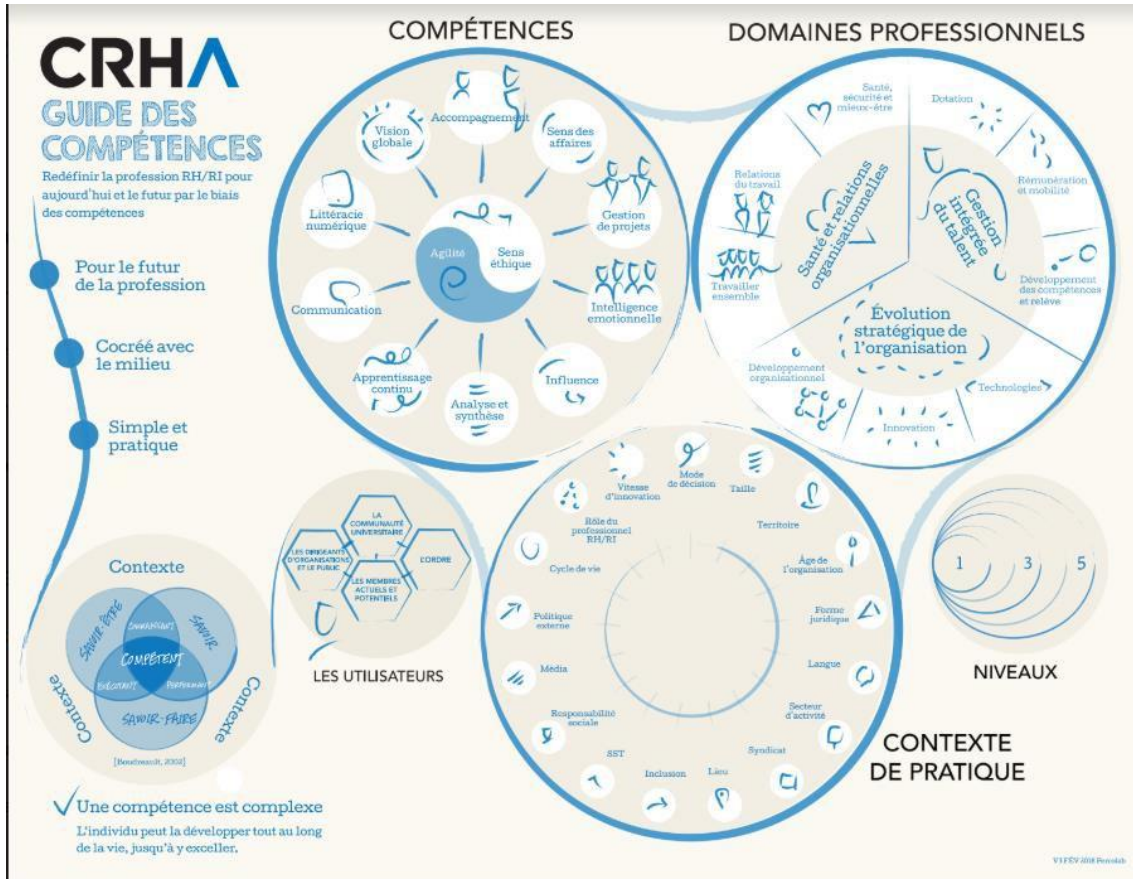 CRHA
GUIDE DES
COMPÉTENCES
Redéfinir la profession RH/RI pour
aujourd'hui et le futur par le biais
des compétences
Pour le futur
de la profession
Cocréé avec
le milieu
Simple et
pratique
Contexte
SAVOIR-ÊTRE
SAVOIR
COMPÉTENT
EXÉCUTANT
PERFORMANT
SAVOIR-FAIRE
Contexte
Contexte
[Boudreault, 2002]
Une compétence est complexe
L'individu peut la développer tout au long
de la vie, jusqu'à y exceller.
COMPÉTENCES
Accompagnement
Vision
globale
Sens des
affaires
Littéracie
numérique
Gestion
de projets
Agilité
Sens
éthique
Communication
Intelligence
emotionnelle
Apprentissage
continu
Analyse et
synthèse
Influence
DOMAINES PROFESSIONNELS
Santé,
sécurité et
mieux-être
Dotation
Relations
du travail
Rémunération
et mobilité
Santé et relations
organisationnelles
Gestion
intégrée
du talent
Travailler
ensemble
Développement
des compétences
et relève
Évolution
stratégique de
l'organisation
Développement
organisationnel
Technologies
Innovation
LA
COMMUNAUTÉ
UNIVERSITAIRE
LES DIRIGEANTS
D'ORGANISATIONS
ET LE PUBLIC
L'ORDRE
LES MEMBRES
ACTUELS ET
POTENTIELS
LES UTILISATEURS
Mode
de décision
Vitesse
d'innovation
Taille
Rôle du
professionnel
RH/RI
Territoire
Cycle de vie
Âge de
l'organisation
Politique
externe
Forme
juridique
Média
Langue
Responsabilité
sociale
Secteur
d'activité
SST
Syndicat
Inclusion
Lieu
CONTEXTE
DE PRATIQUE
1 3 5
NIVEAUX
V1 FÉV 2018 Percolab